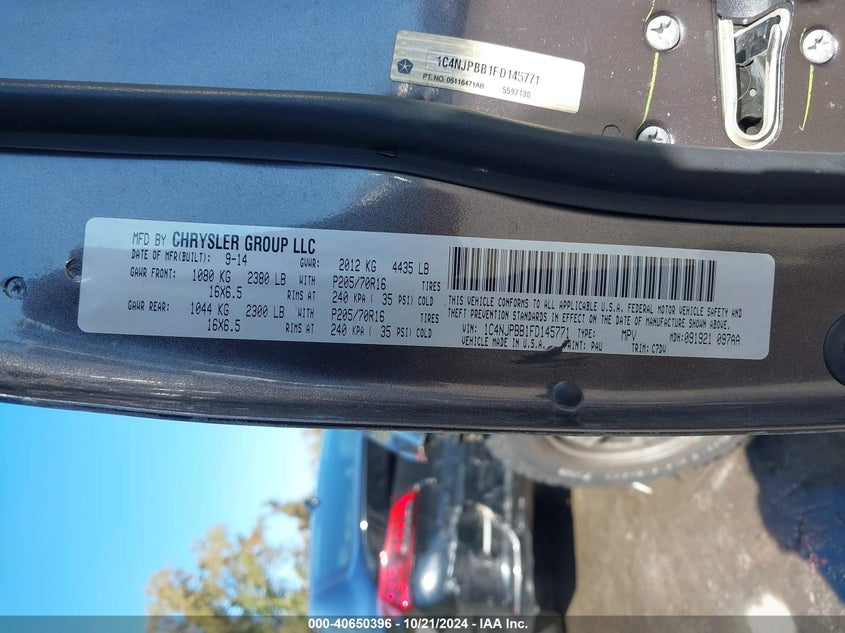 1C4NJPBB1FD145771
PT. NO. 05116471AB 5597130
MFD BY CHRYSLER GROUP LLC
DATE OF MFR(BUILT): 9-14 GVWR: 2012 KG 4435 LB
GAWR FRONT: 1080 KG 2380 LB WITH P205/70R16 TIRES
16X6.5 RIMS AT 240 KPA ( 35 PSI) COLD
GAWR REAR: 1044 KG 2300 LB WITH P205/70R16 TIRES
16X6.5 RIMS AT 240 KPA ( 35 PSI) COLD
THIS VEHICLE CONFORMS TO ALL APPLICABLE U.S.A. FEDERAL MOTOR VEHICLE SAFETY AND
THEFT PREVENTION STANDARDS IN EFFECT ON THE DATE OF MANUFACTURE SHOWN ABOVE.
VIN: 1C4NJPBB1FD145771 TYPE: MPV MDH: 091921 097AA
VEHICLE MADE IN U.S.A. PAINT: PAU TRIM: C7DV
000-40650396 - 10/21/2024 - IAA Inc.